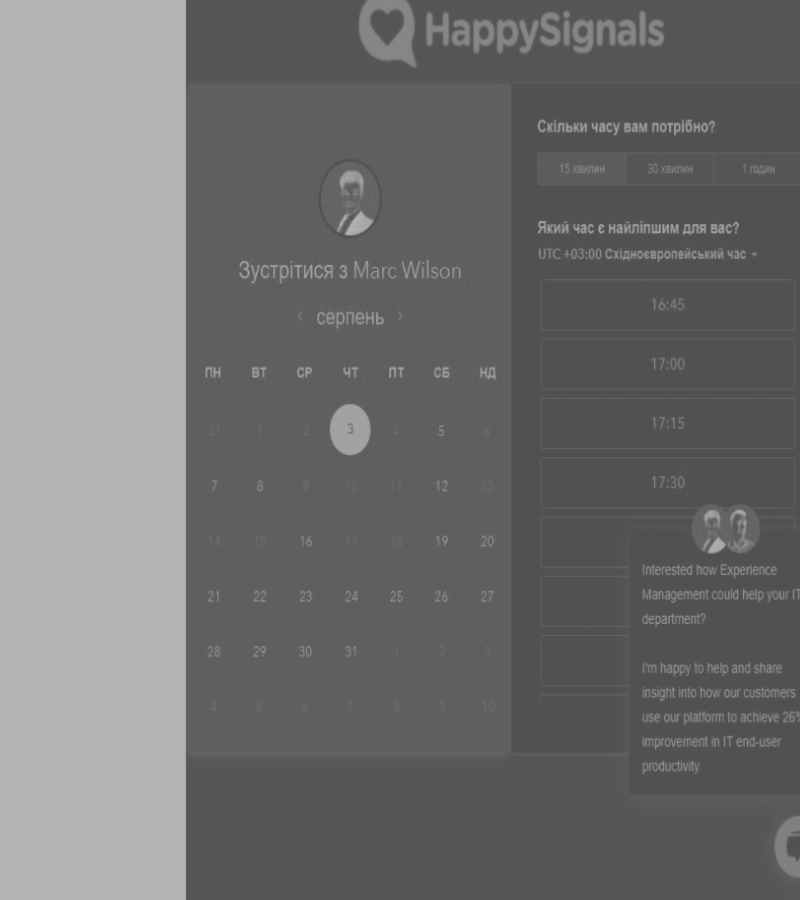 HappySignals
Зустрітися з Marc Wilson
‹ серпень ›
ПН ВТ СР ЧТ ПТ СБ НД
31 1 2 3 4 5 6
7 8 9 10 11 12 13
14 15 16 17 18 19 20
21 22 23 24 25 26 27
28 29 30 31 1 2 3
4 5 6 7 8 9 10
Скільки часу вам потрібно?
15 хвилин 30 хвилин 1 годин
Який час є найліпшим для вас?
UTC +03:00 Східноєвропейський час
16:45
17:00
17:15
17:30
Interested how Experience
Management could help your IT
department?
I'm happy to help and share
insight into how our customers
use our platform to achieve 26%
improvement in IT end-user
productivity.